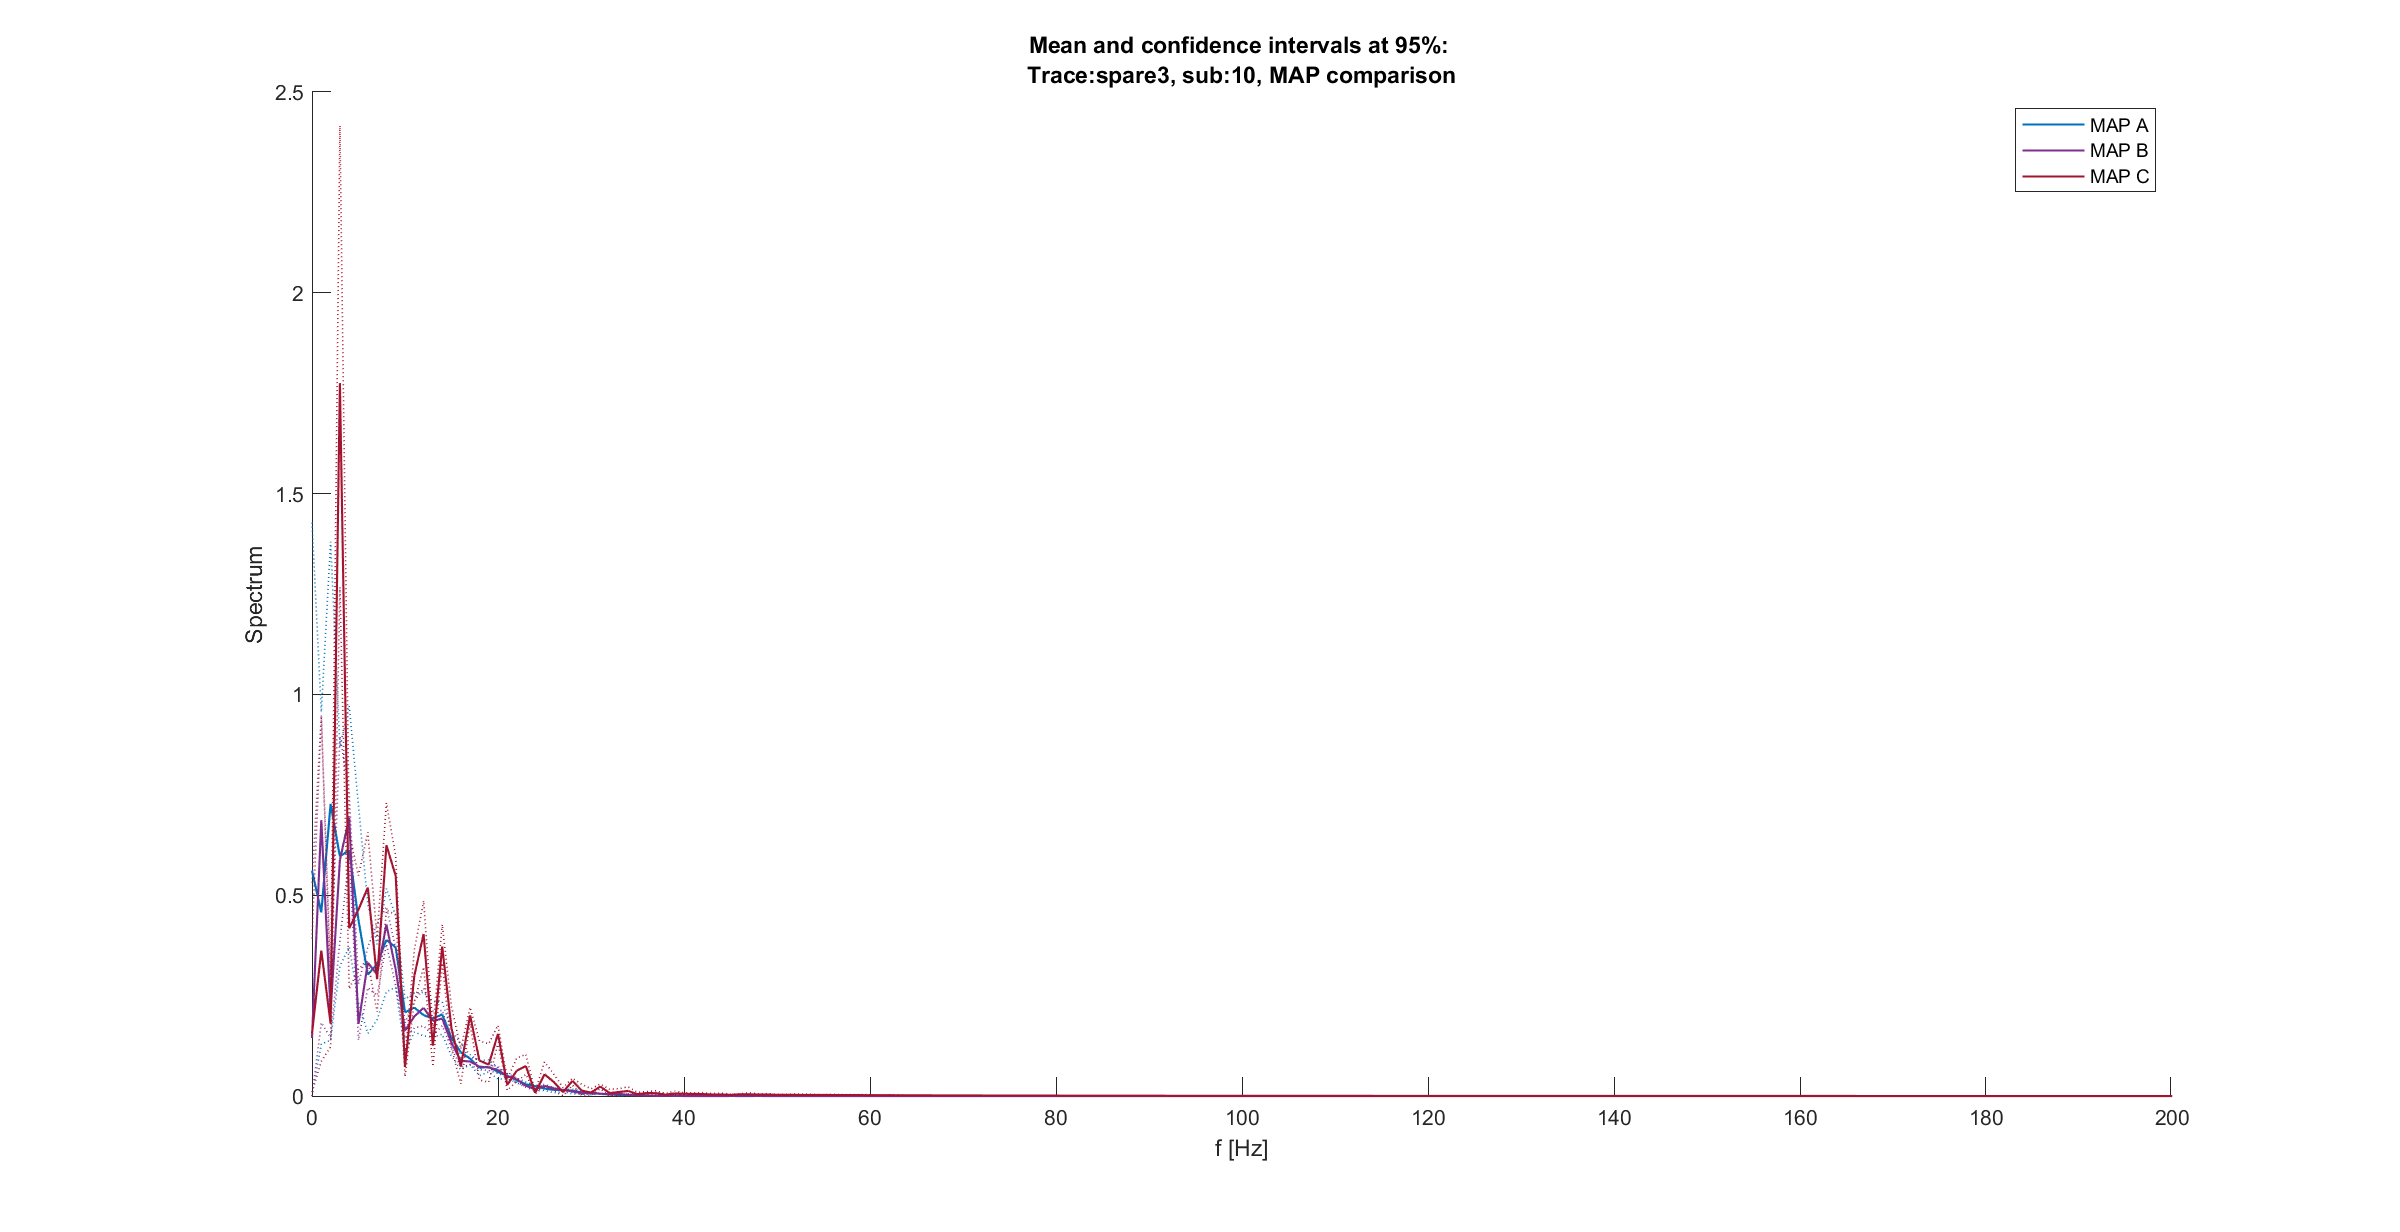 Mean and confidence intervals at 95%:
Trace:spare3, sub:10, MAP comparison
2.5
2
1.5
1
0.5
0
Spectrum
MAP A
MAP B
MAP C
0 20 40 60 80 100 120 140 160 180 200
f [Hz]